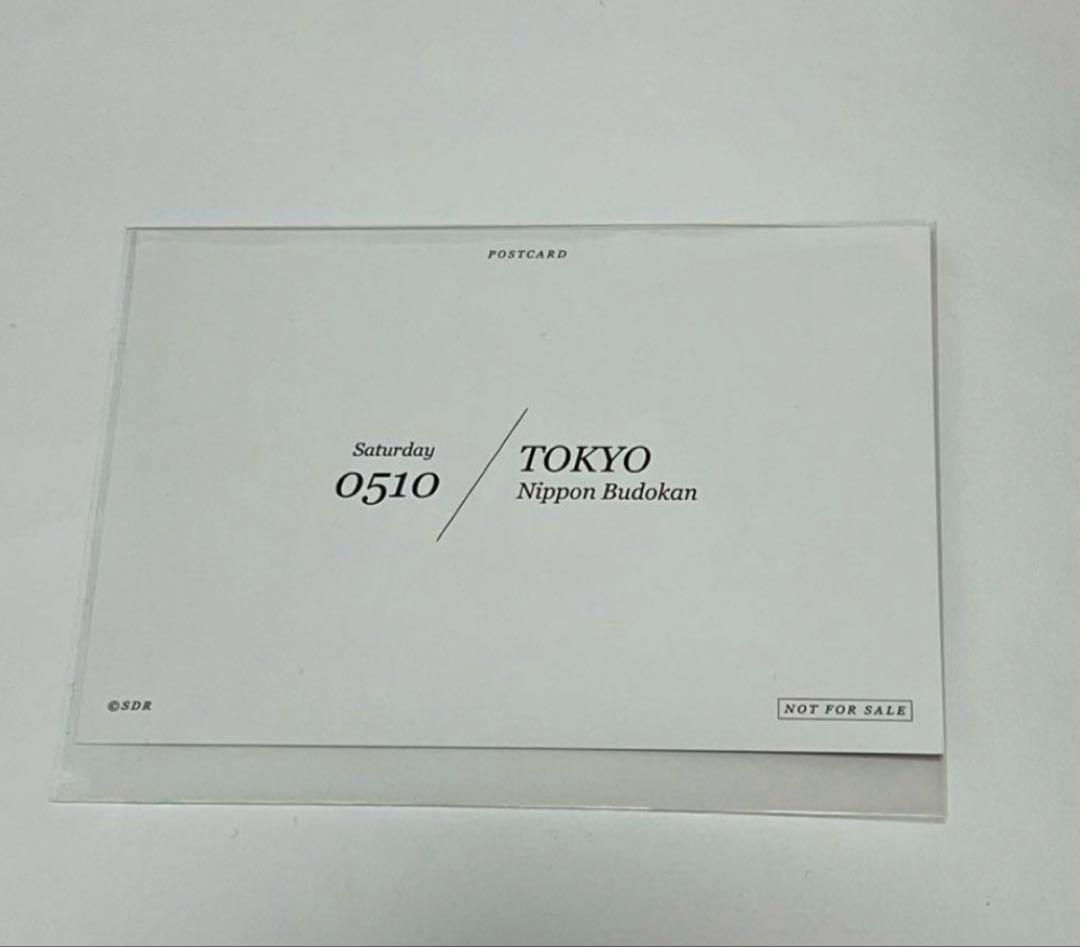 POSTCARD
Saturday
0510
TOKYO
Nippon Budokan
©SDR
NOT FOR SALE